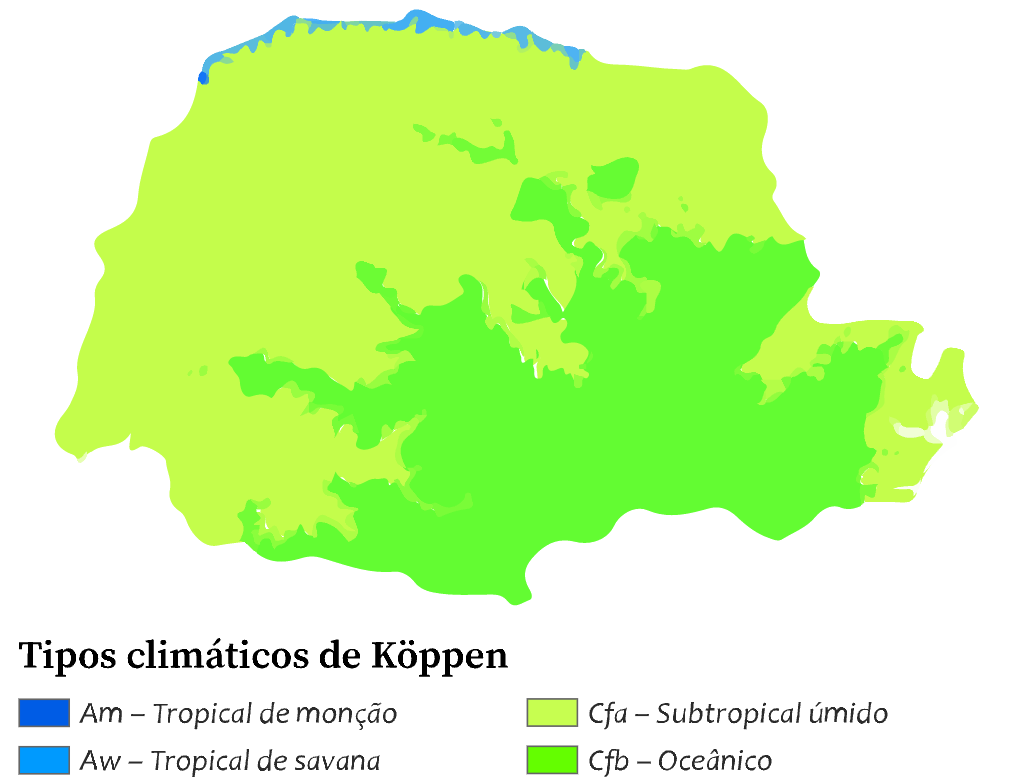 Tipos climáticos de Köppen
Am – Tropical de monção
Aw – Tropical de savana
Cfa – Subtropical úmido
Cfb – Oceânico